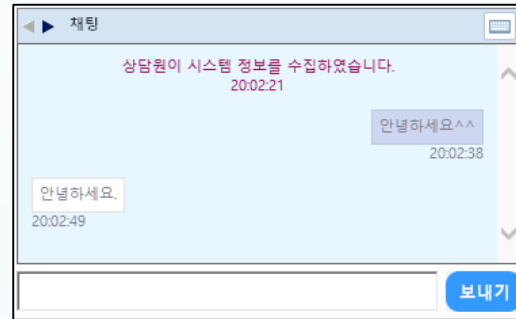 채팅
상담원이 시스템 정보를 수집하였습니다.
20:02:21
안녕하세요^^
20:02:38
안녕하세요.
20:02:49
보내기